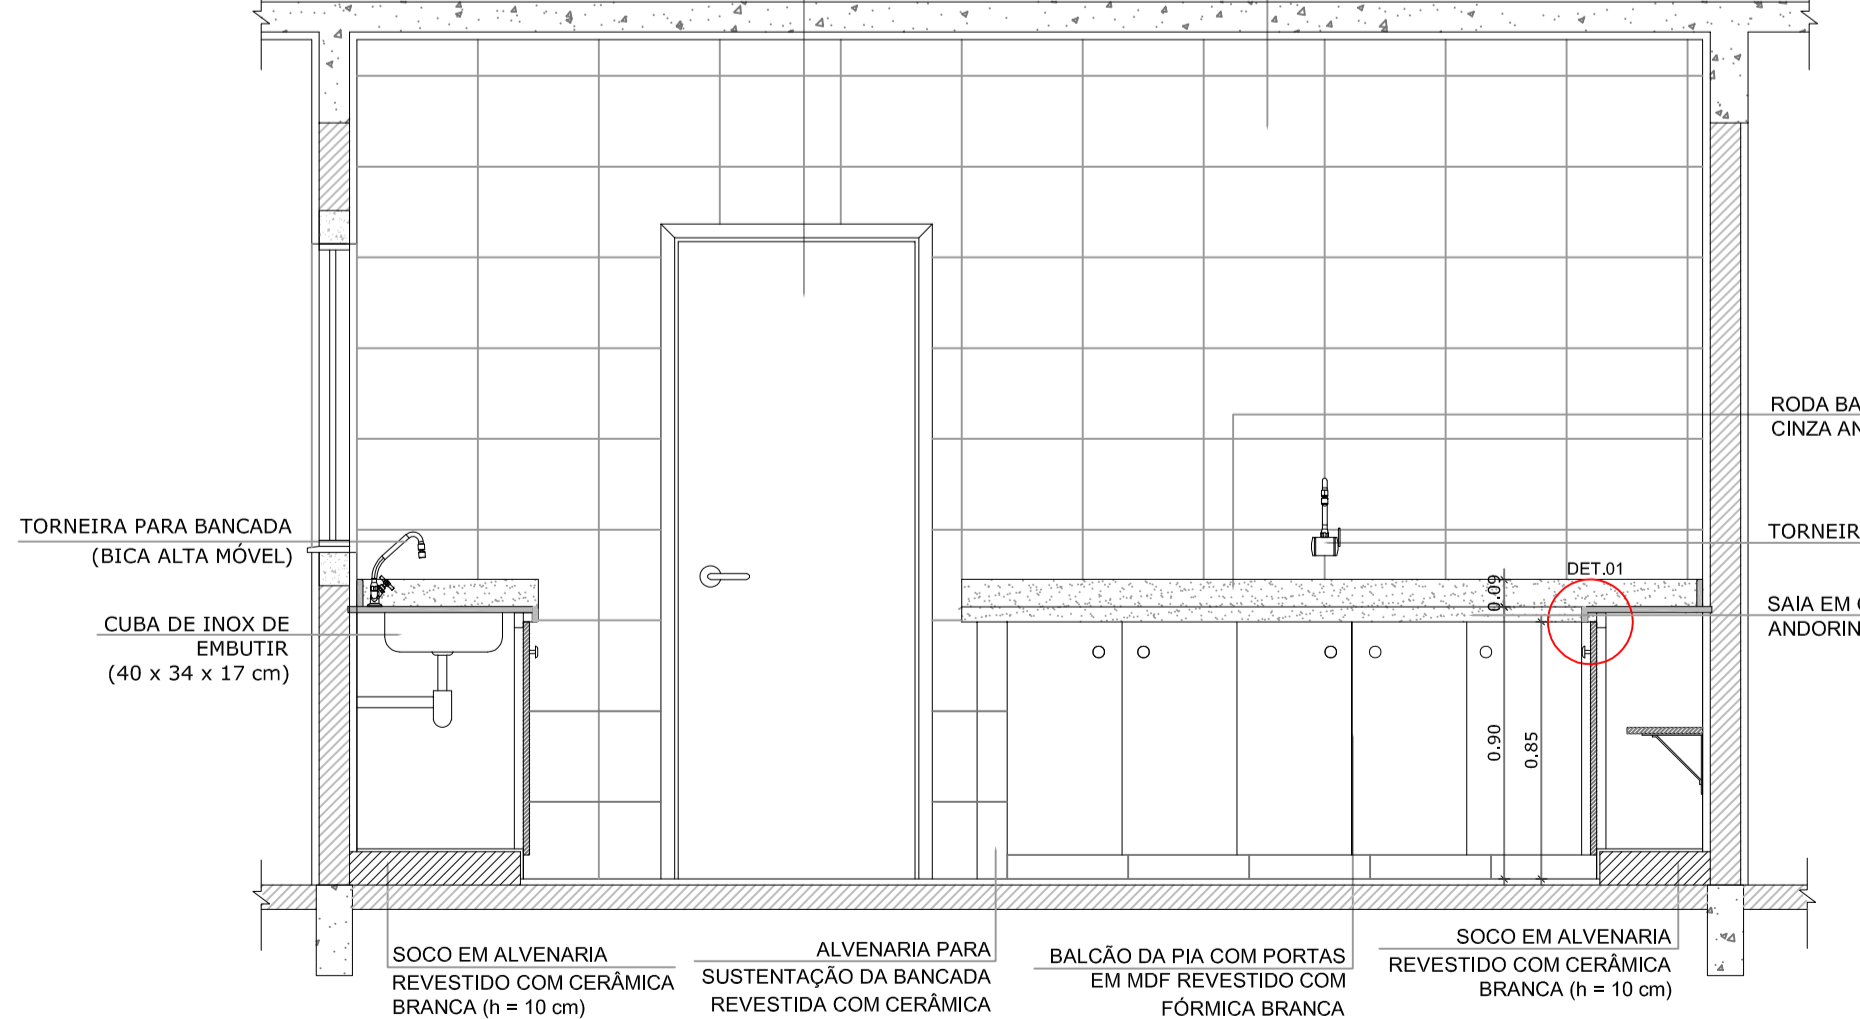 RODA BA
CINZA AN
TORNEIRA PARA BANCADA
(BICA ALTA MÓVEL)
TORNEIR
DET.01
0.09
CUBA DE INOX DE
EMBUTIR
(40 x 34 x 17 cm)
SAIA EM
ANDORIN
0.90
0.85
SOCO EM ALVENARIA
REVESTIDO COM CERÂMICA
BRANCA (h = 10 cm)
ALVENARIA PARA
SUSTENTAÇÃO DA BANCADA
REVESTIDA COM CERÂMICA
BALCÃO DA PIA COM PORTAS
EM MDF REVESTIDO COM
FÓRMICA BRANCA
SOCO EM ALVENARIA
REVESTIDO COM CERÂMICA
BRANCA (h = 10 cm)